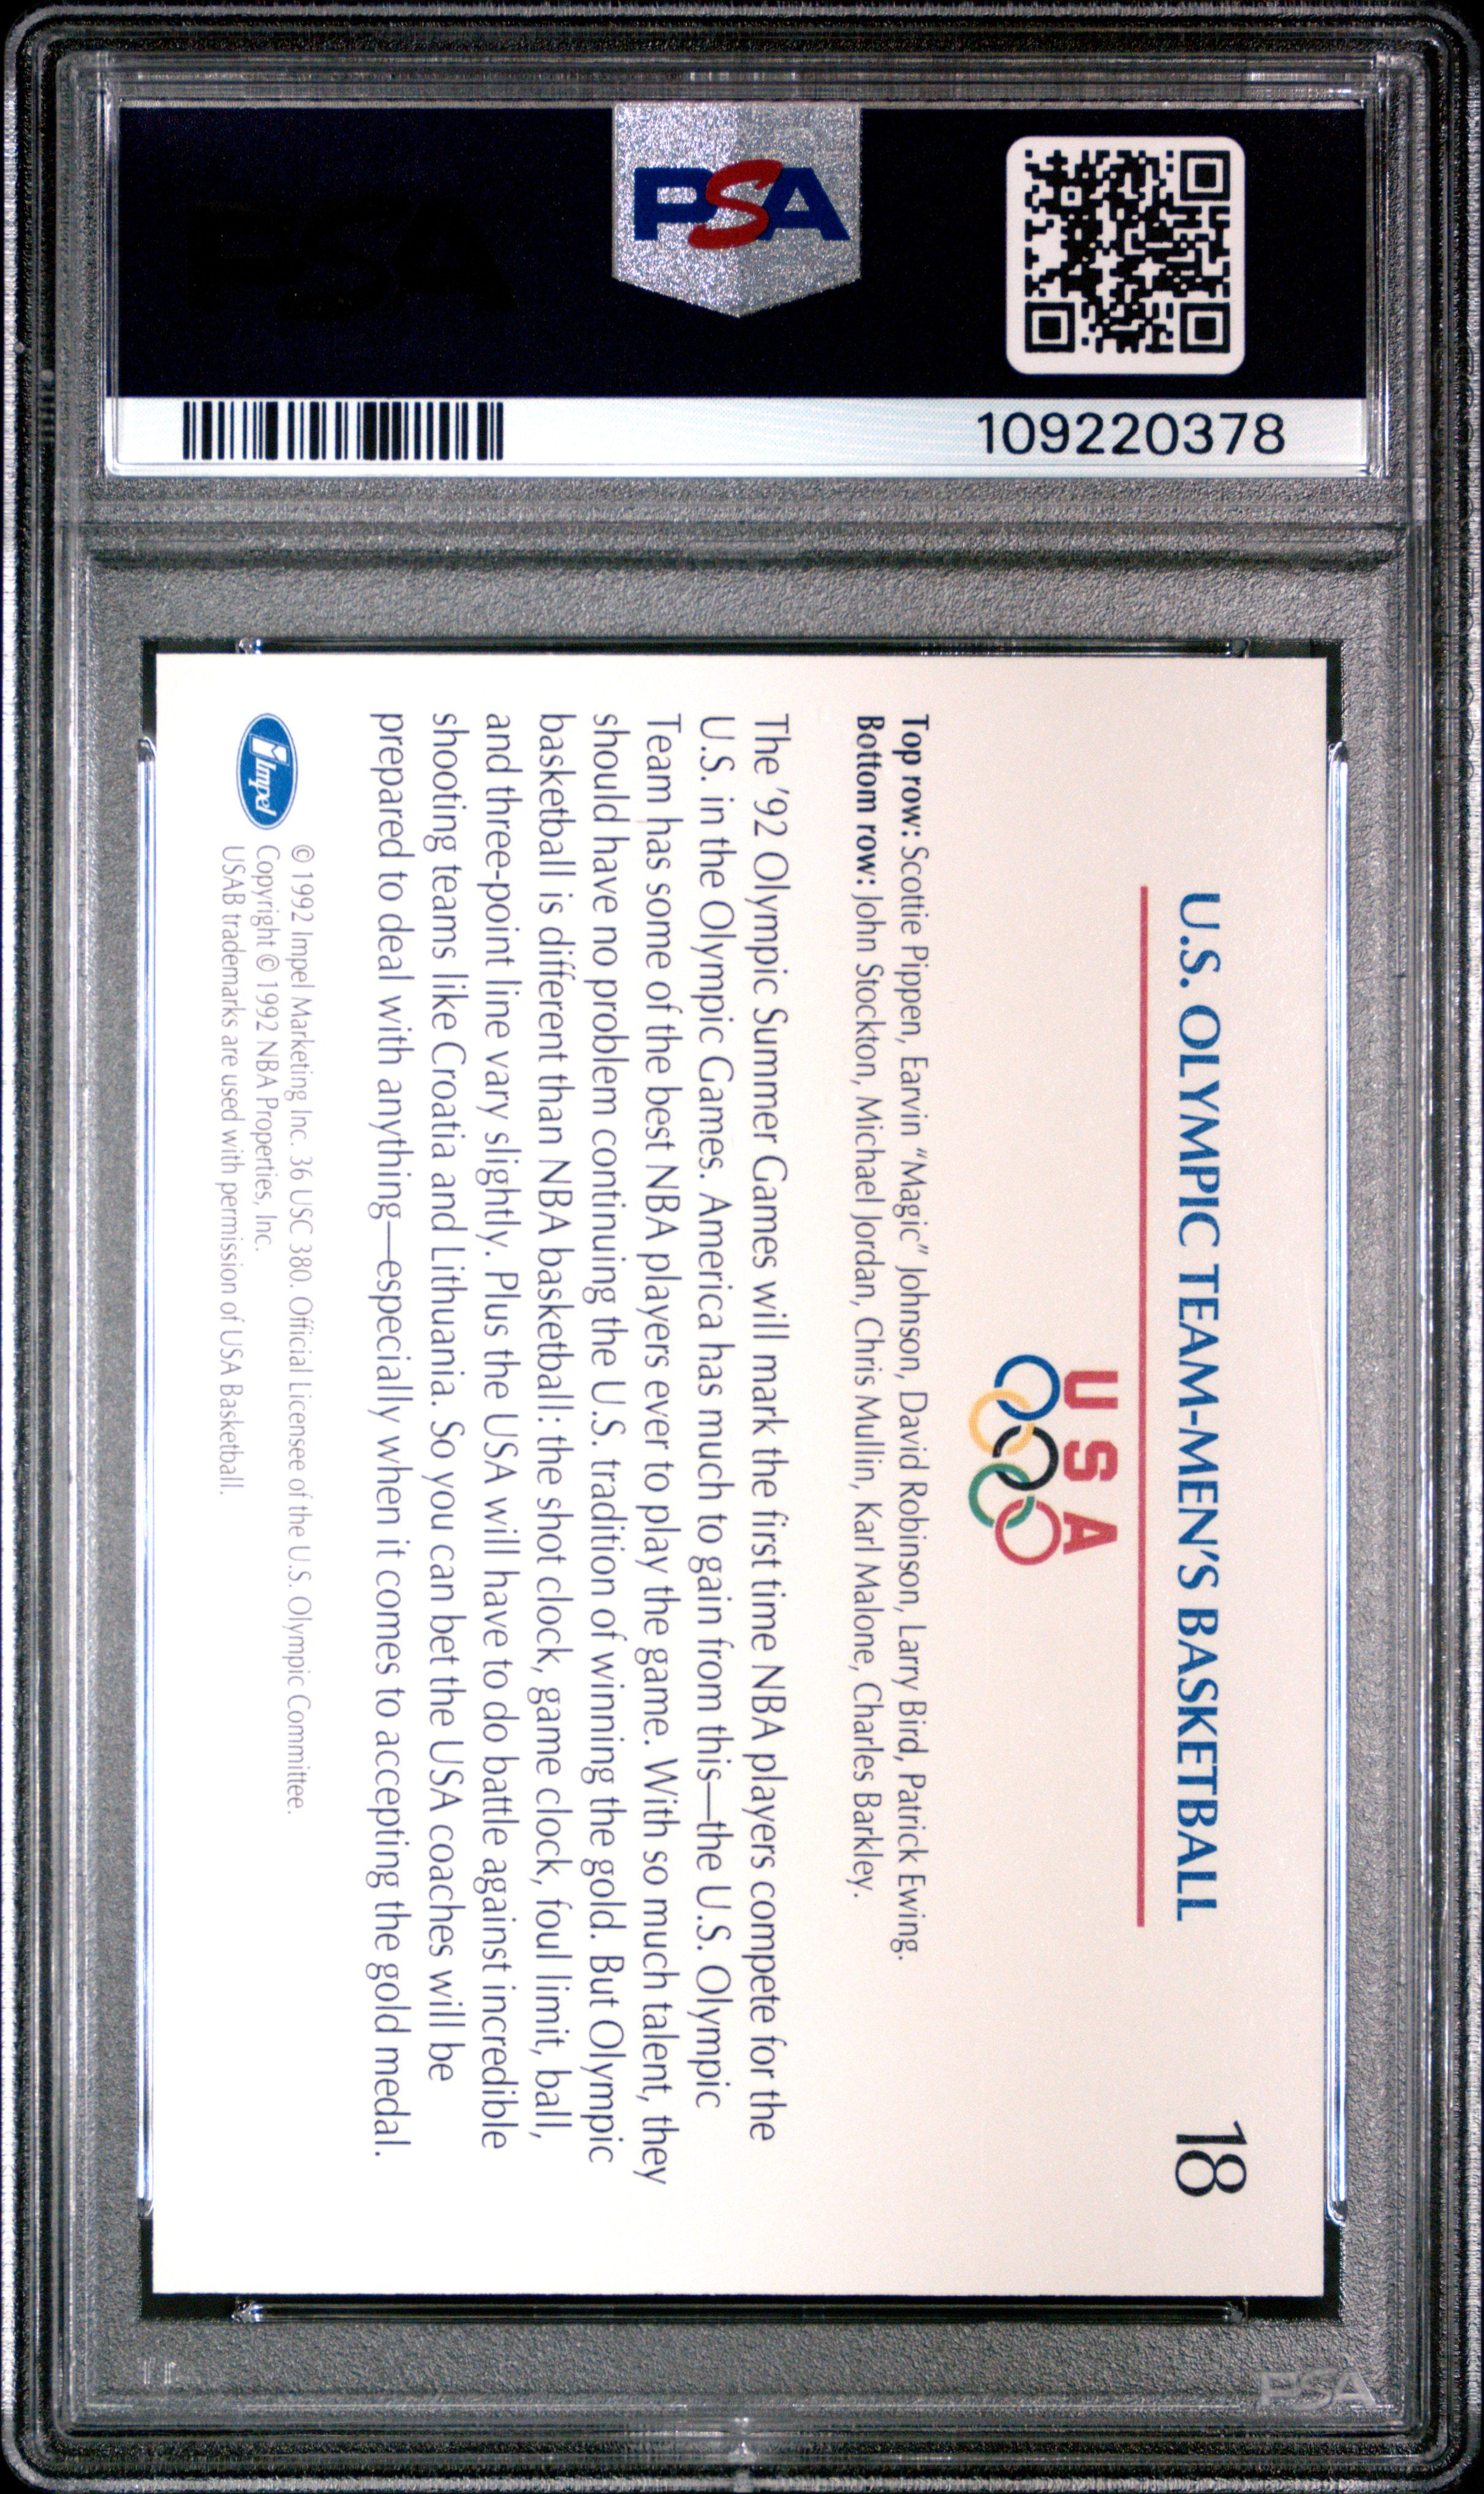 PSA
109220378
U.S. OLYMPIC TEAM-MEN'S BASKETBALL
18
USA
Top row: Scottie Pippen, Earvin "Magic" Johnson, David Robinson, Larry Bird, Patrick Ewing.
Bottom row: John Stockton, Michael Jordan, Chris Mullin, Karl Malone, Charles Barkley.
The '92 Olympic Summer Games will mark the first time NBA players compete for the
U.S. in the Olympic Games. America has much to gain from this—the U.S. Olympic
Team has some of the best NBA players ever to play the game. With so much talent, they
should have no problem continuing the U.S. tradition of winning the gold. But Olympic
basketball is different than NBA basketball: the shot clock, game clock, foul limit, ball,
and three-point line vary slightly. Plus the USA will have to do battle against incredible
shooting teams like Croatia and Lithuania. So you can bet the USA coaches will be
prepared to deal with anything—especially when it comes to accepting the gold medal.
Impel
© 1992 Impel Marketing Inc. 36 USC 380. Official Licensee of the U.S. Olympic Committee.
Copyright © 1992 NBA Properties, Inc.
USAB trademarks are used with permission of USA Basketball.
PSA
PSA